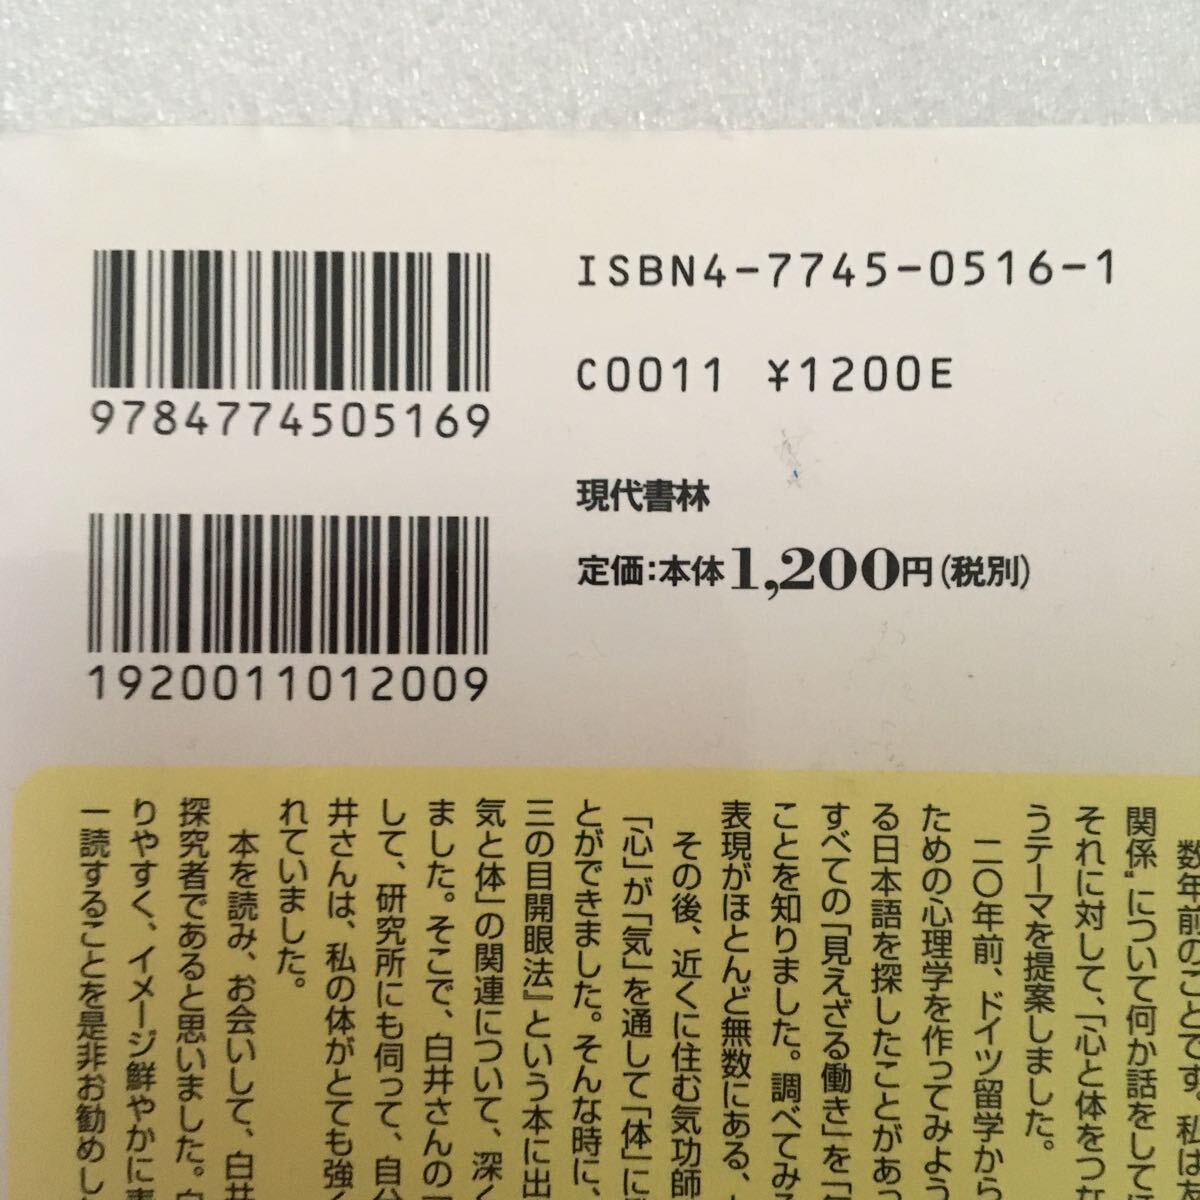 ISBN4-7745-0516-1
C0011 ¥1200E
9784774505169
現代書林
定価:本体1,200円(税別)
1920011012009
数年前のことです。私は
関係”について何か話をして
それに対して、「心と体をつな
うテーマを提案しました。
二〇年前、ドイツ留学から
ための心理学を作ってみよう
る日本語を探したことがあっ
すべての「見えざる働き」を「
ことを知りました。調べてみ
表現がほとんど無数にある、
その後、近くに住む気功師
「心」が「気」を通して「体」に
とができました。そんな時に、
三の目開眼法』という本に出
気と体」の関連について、深く
ました。そこで、白井さんの
して、研究所にも伺って、自分
井さんは、私の体がとても強く
れていました。
本を読み、お会いして、白井
探究者であると思いました。
りやすく、イメージ鮮やかに
一読することを是非お勧めし